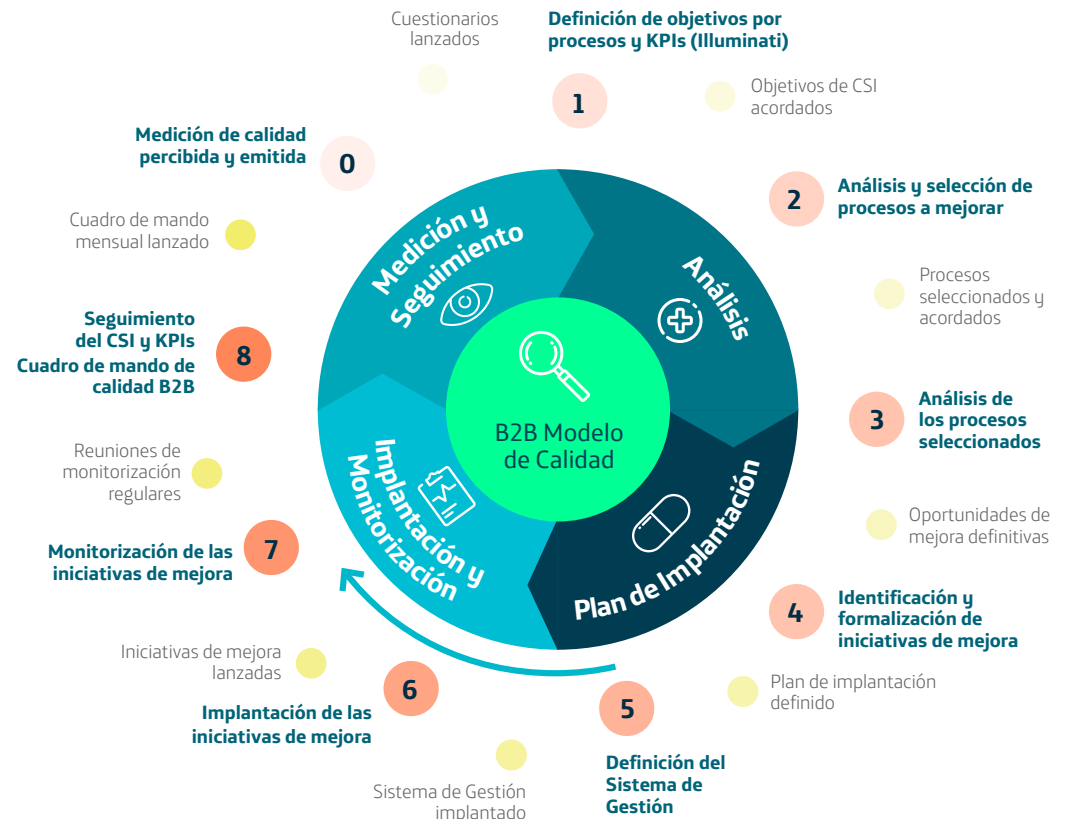 Cuestionarios
lanzados
Definición de objetivos por
procesos y KPIs (Illuminati)
1
Objetivos de CSI
acordados
Medición de calidad
percibida y emitida
0
2
Análisis y selección de
procesos a mejorar
Cuadro de mando
mensual lanzado
Medición y
Seguimiento
Análisis
Procesos
seleccionados y
acordados
Seguimiento
del CSI y KPIs
Cuadro de mando de
calidad B2B
8
B2B Modelo
de Calidad
3
Análisis de
los procesos
seleccionados
Reuniones de
monitorización
regulares
Implantación y
Monitorización
Plan de Implantación
Oportunidades de
mejora definitivas
Monitorización de las
iniciativas de mejora
7
4
Identificación y
formalización de
iniciativas de mejora
Iniciativas de mejora
lanzadas
6
Implantación de las
iniciativas de mejora
5
Definición del
Sistema de
Gestión
Plan de implantación
definido
Sistema de Gestión
implantado